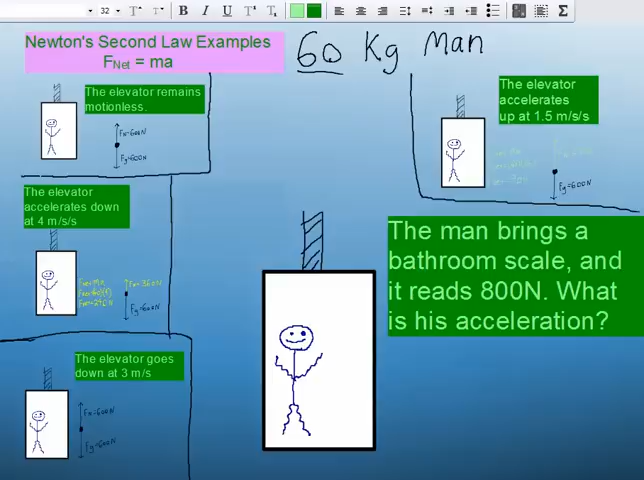 32
B I U T T Σ
Newton's Second Law Examples
FNet = ma
60 Kg Man
The elevator remains
motionless.
FN=600N
Fg=600N
The elevator
accelerates
up at 1.5 m/s/s
Fg=600N
The elevator
accelerates down
at 4 m/s/s
FN=360N
Fg=600N
The man brings a
bathroom scale, and
it reads 800N. What
is his acceleration?
The elevator goes
down at 3 m/s
FN=600N
Fg=600N